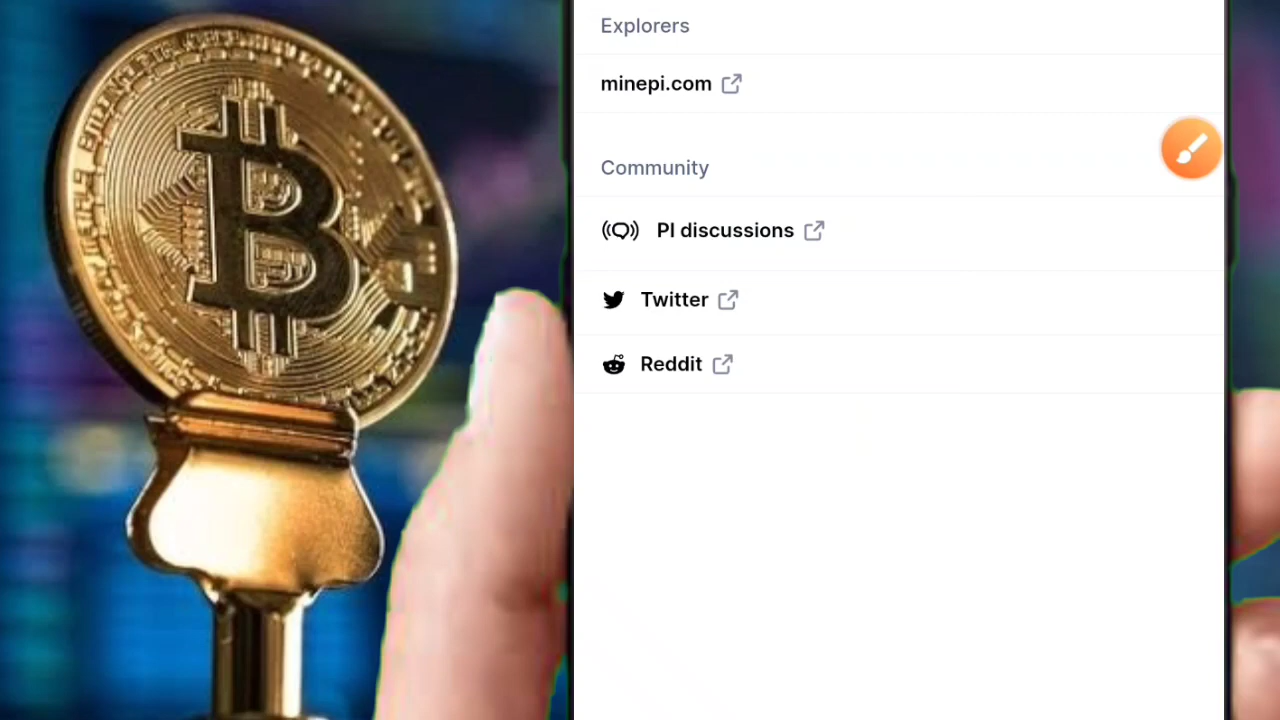 Explorers
minepi.com
Community
PI discussions
Twitter
Reddit